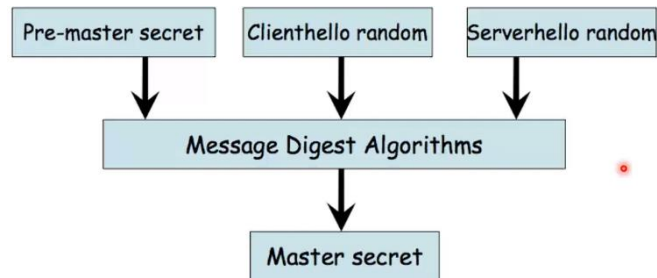 Pre-master secret
Clienthello random
Serverhello random
Message Digest Algorithms
Master secret